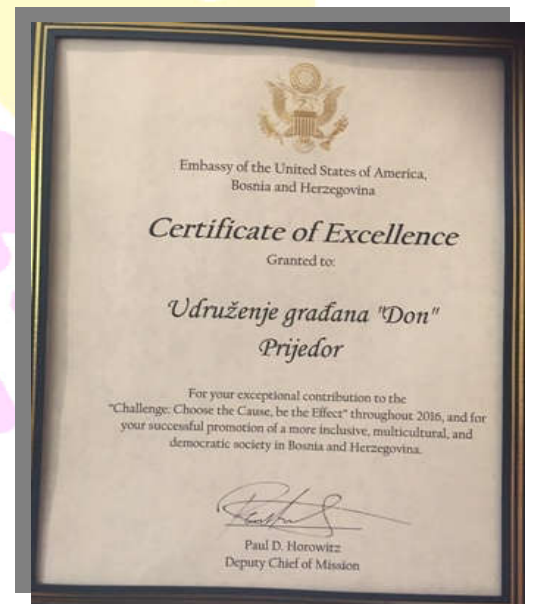 Embassy of the United States of America,
Bosnia and Herzegovina
Certificate of Excellence
Granted to:
Udruženje građana "Don"
Prijedor
For your exceptional contribution to the
"Challenge: Choose the Cause, be the Effect" throughout 2016, and for
your successful promotion of a more inclusive, multicultural, and
democratic society in Bosnia and Herzegovina.
Paul D. Horowitz
Deputy Chief of Mission